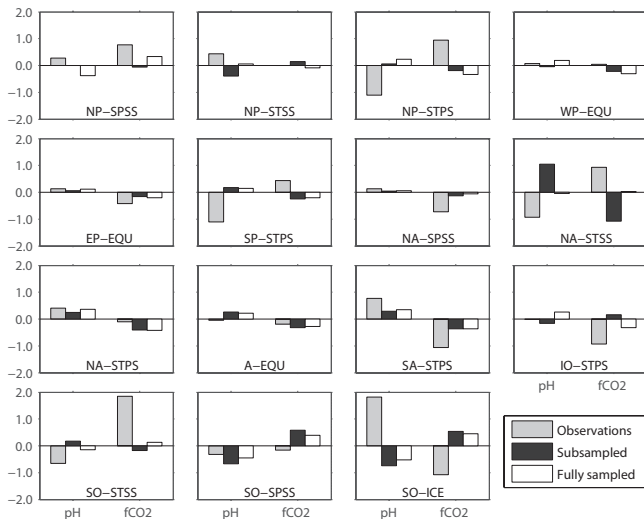 2.0
1.0
0.0
−1.0
−2.0
NP−SPSS
NP−STSS
NP−STPS
WP−EQU
2.0
1.0
0.0
−1.0
−2.0
EP−EQU
SP−STPS
NA−SPSS
NA−STSS
2.0
1.0
0.0
−1.0
−2.0
NA−STPS
A−EQU
SA−STPS
IO−STPS
pH fCO2
2.0
1.0
0.0
−1.0
−2.0
SO−STSS
SO−SPSS
SO−ICE
pH fCO2
pH fCO2
pH fCO2
Observations
Subsampled
Fully sampled